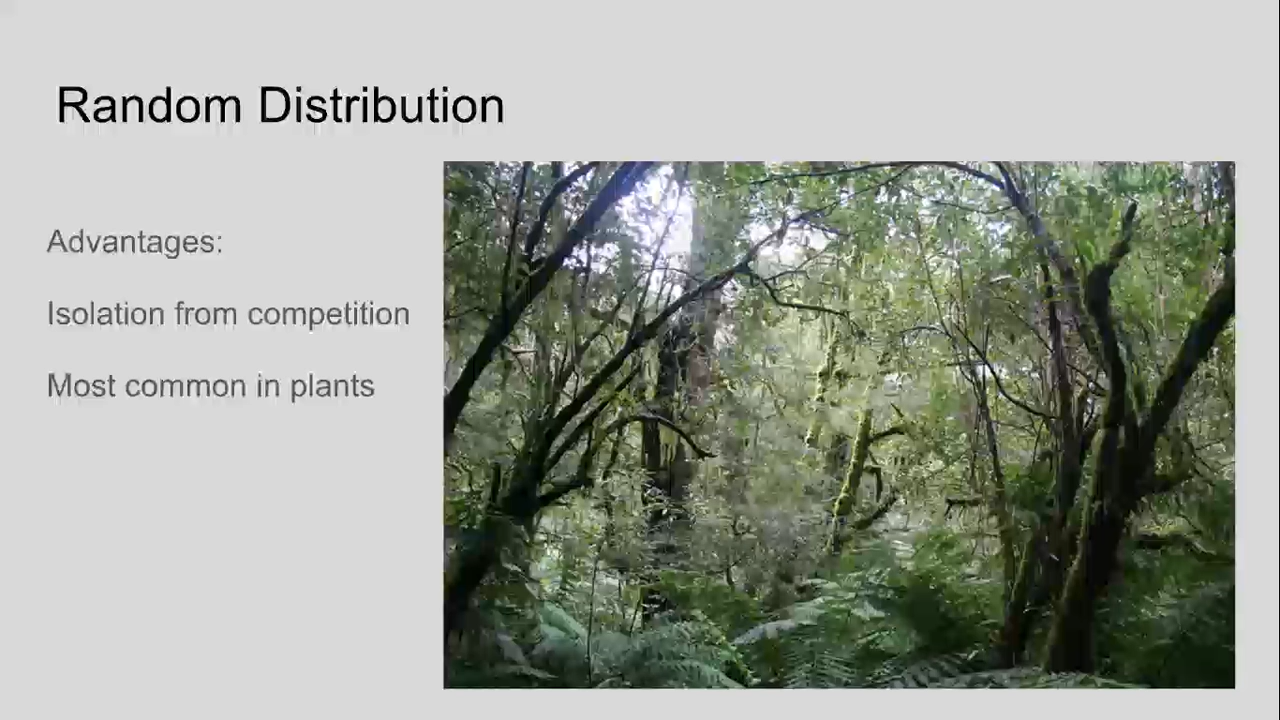 Random Distribution
Advantages:
Isolation from competition
Most common in plants